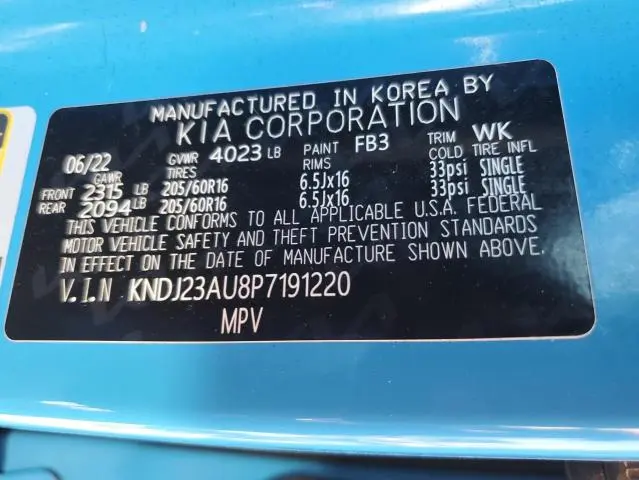 MANUFACTURED IN KOREA BY
KIA CORPORATION
06/22 GVWR 4023 LB PAINT FB3 TRIM WK
GAWR TIRES RIMS COLD TIRE INFL
FRONT 2315 LB 205/60R16 6.5Jx16 33psi SINGLE
REAR 2094 LB 205/60R16 6.5Jx16 33psi SINGLE
THIS VEHICLE CONFORMS TO ALL APPLICABLE U.S.A. FEDERAL
MOTOR VEHICLE SAFETY AND THEFT PREVENTION STANDARDS
IN EFFECT ON THE DATE OF MANUFACTURE SHOWN ABOVE.
V.I.N KNDJ23AU8P7191220
MPV